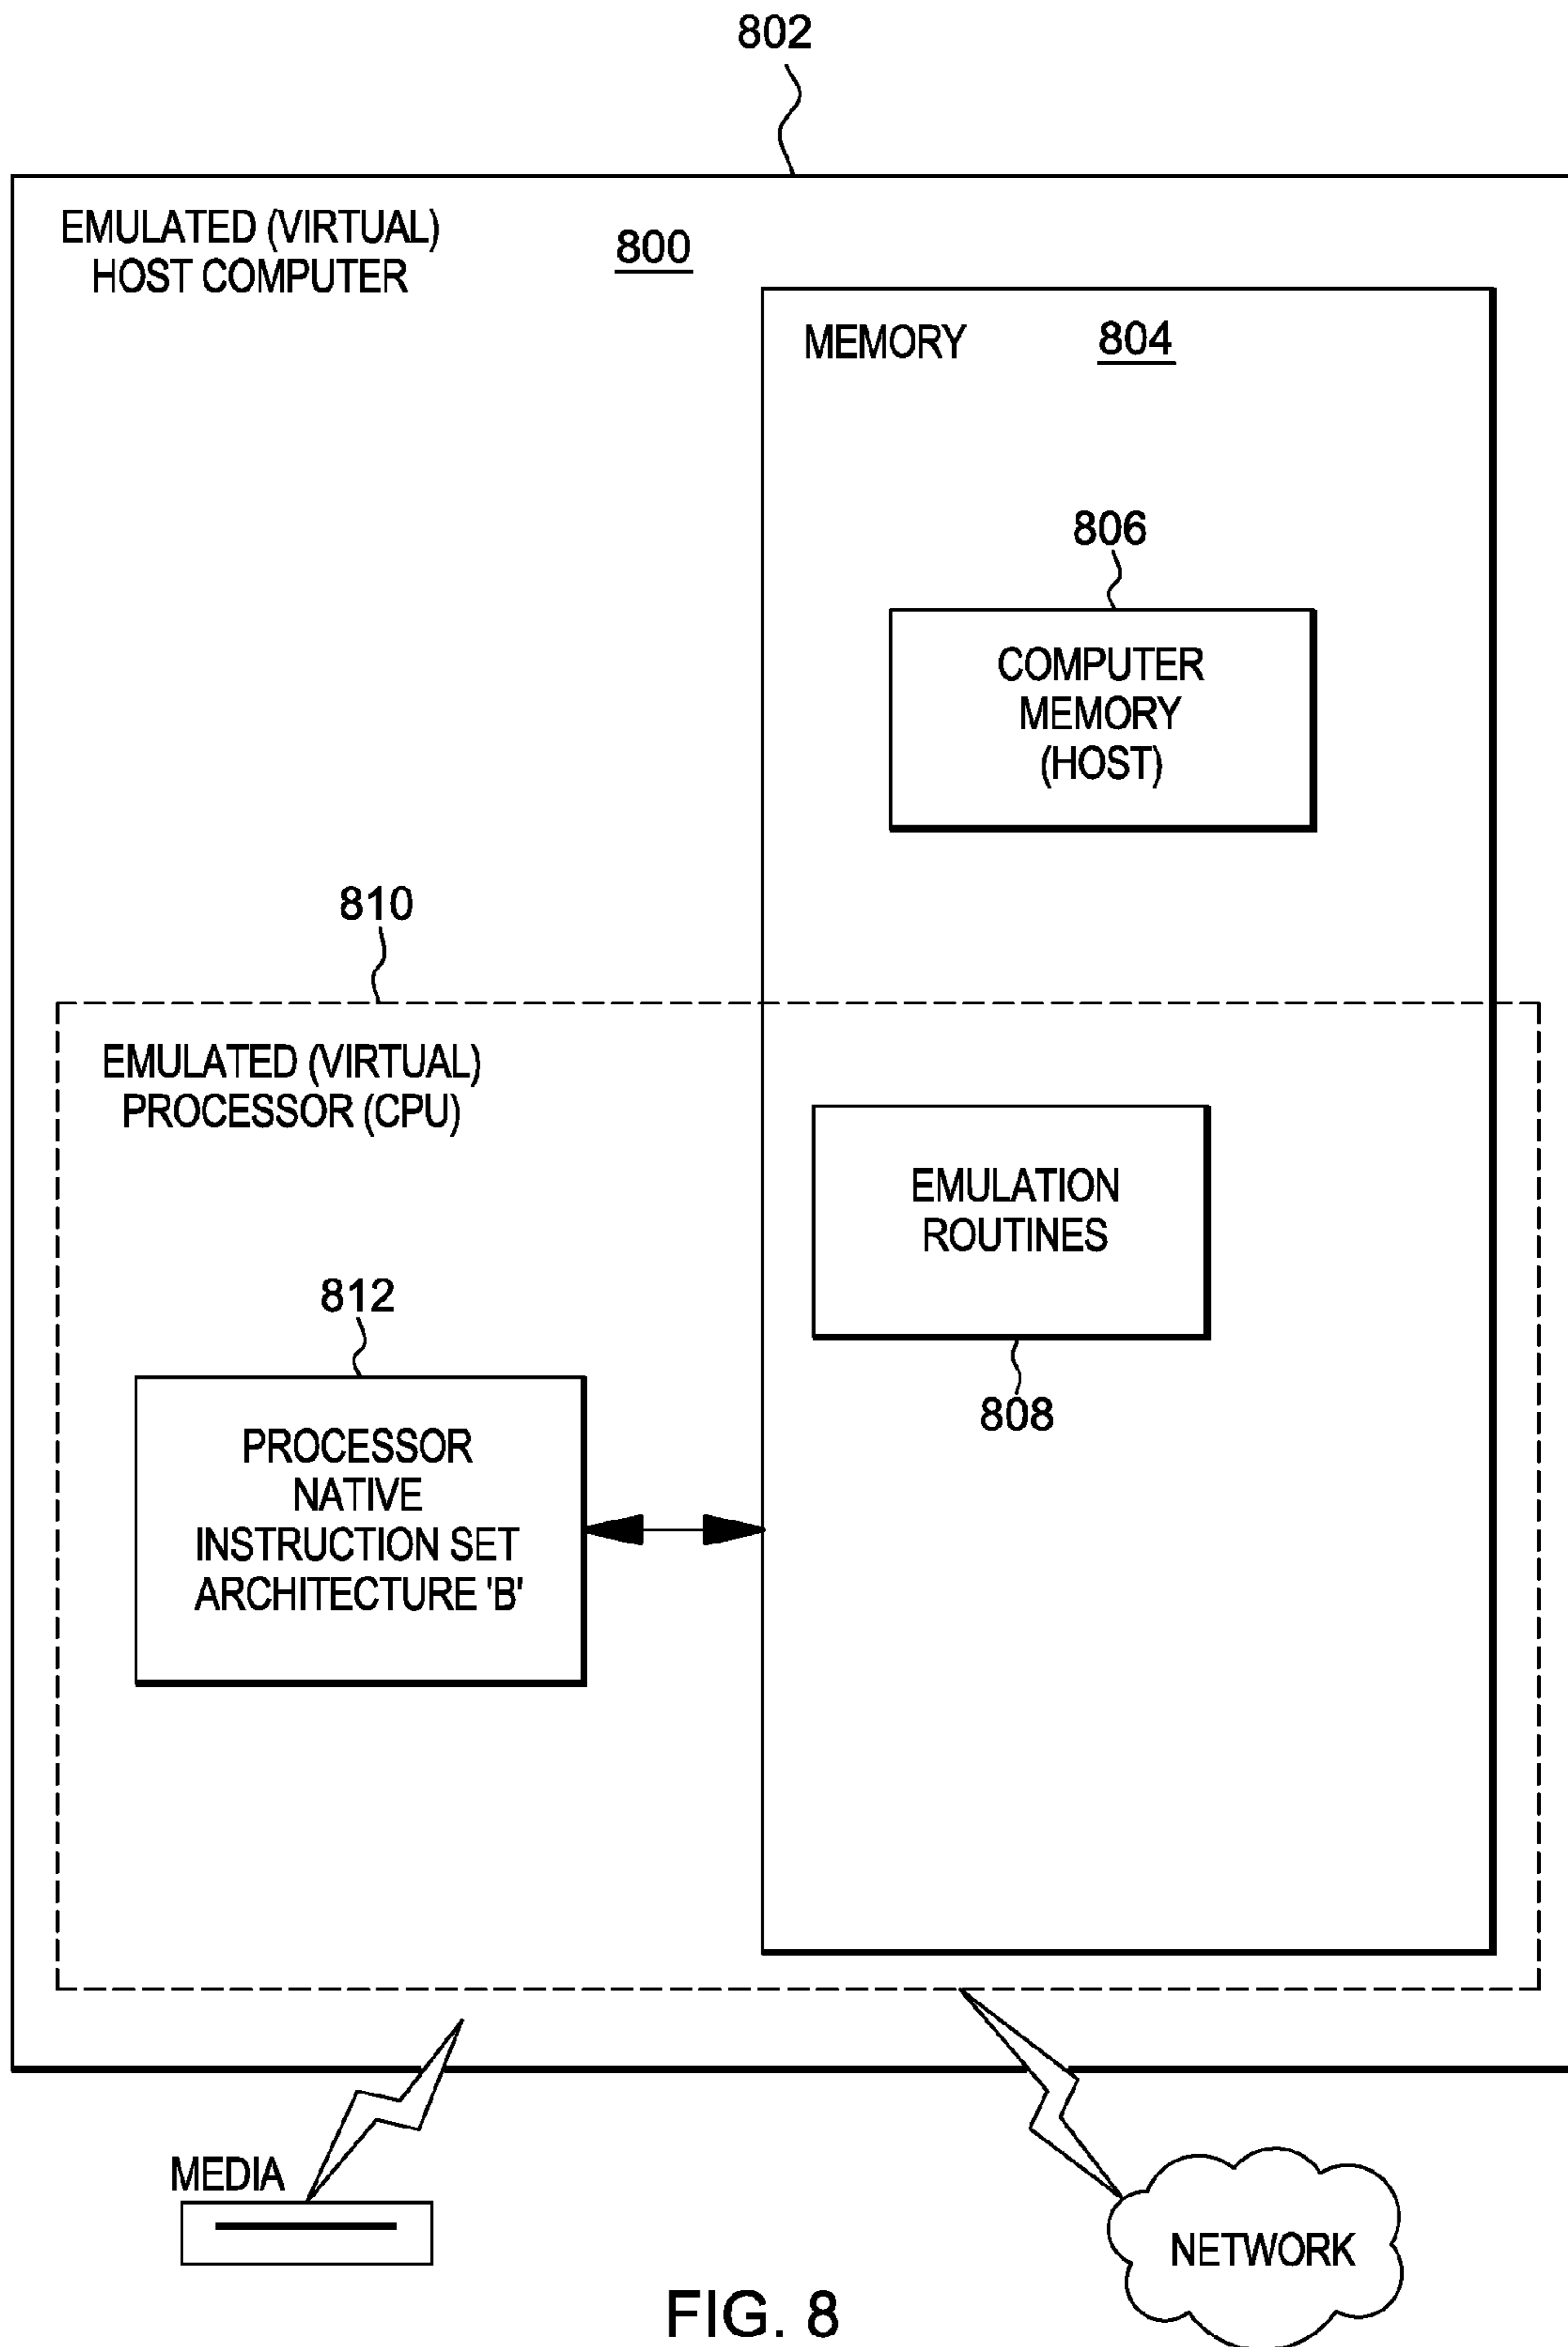 802
EMULATED (VIRTUAL)
HOST COMPUTER
800
MEMORY
804
806
COMPUTER
MEMORY
(HOST)
810
EMULATED (VIRTUAL)
PROCESSOR (CPU)
EMULATION
ROUTINES
808
812
PROCESSOR
NATIVE
INSTRUCTION SET
ARCHITECTURE 'B'
MEDIA
NETWORK
FIG. 8